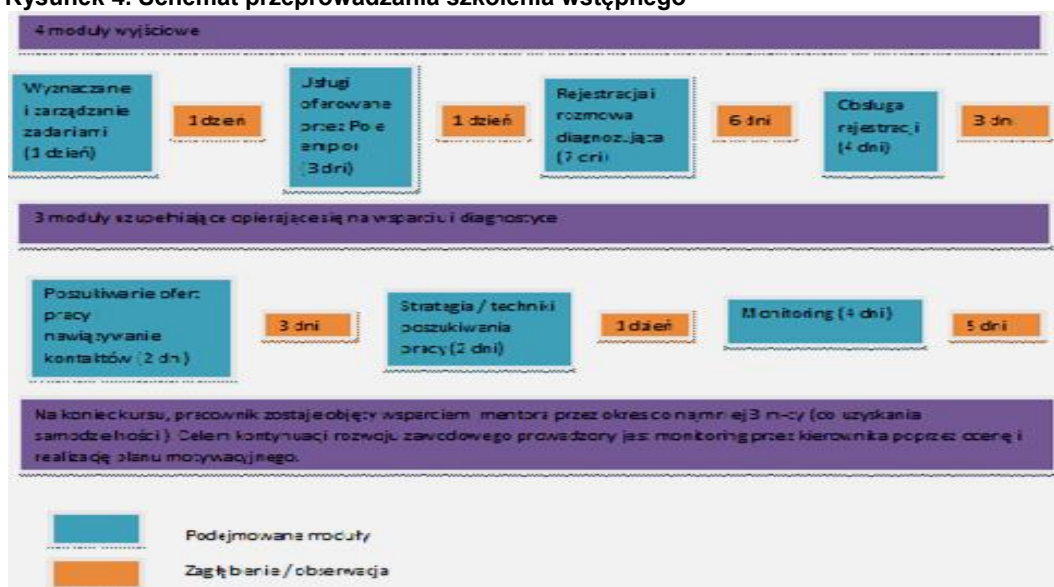 Rysunek 4. Schemat przeprowadzania szkolenia wstępnego
4 moduły wyjściowe
Wyznaczanie
i zarządzanie
zadaniami
(1 dzień)
1 dzień
Usługi
oferowane
przez Pole
emploi
(3 dni)
1 dzień
Rejestracja i
rozmowa
diagnozująca
(7 dni)
6 dni
Obsługa
rejestracji
(4 dni)
3 dni
3 moduły uzupełniające opierające się na wsparciu i diagnostyce
Poszukiwanie ofert
pracy
nawiązywanie
kontaktów (2 dni)
3 dni
Strategia / techniki
poszukiwania
pracy (2 dni)
1 dzień
Monitoring (4 dni)
5 dni
Na koniec kursu, pracownik zostaje objęty wsparciem mentora przez okres co najmniej 3 m-cy (do uzyskania
samodzielności). Celem kontynuacji rozwoju zawodowego prowadzony jest monitoring przez kierownika poprzez ocenę i
realizację planu motywacyjnego.
Podejmowane moduły
Zagłębianie / obserwacja